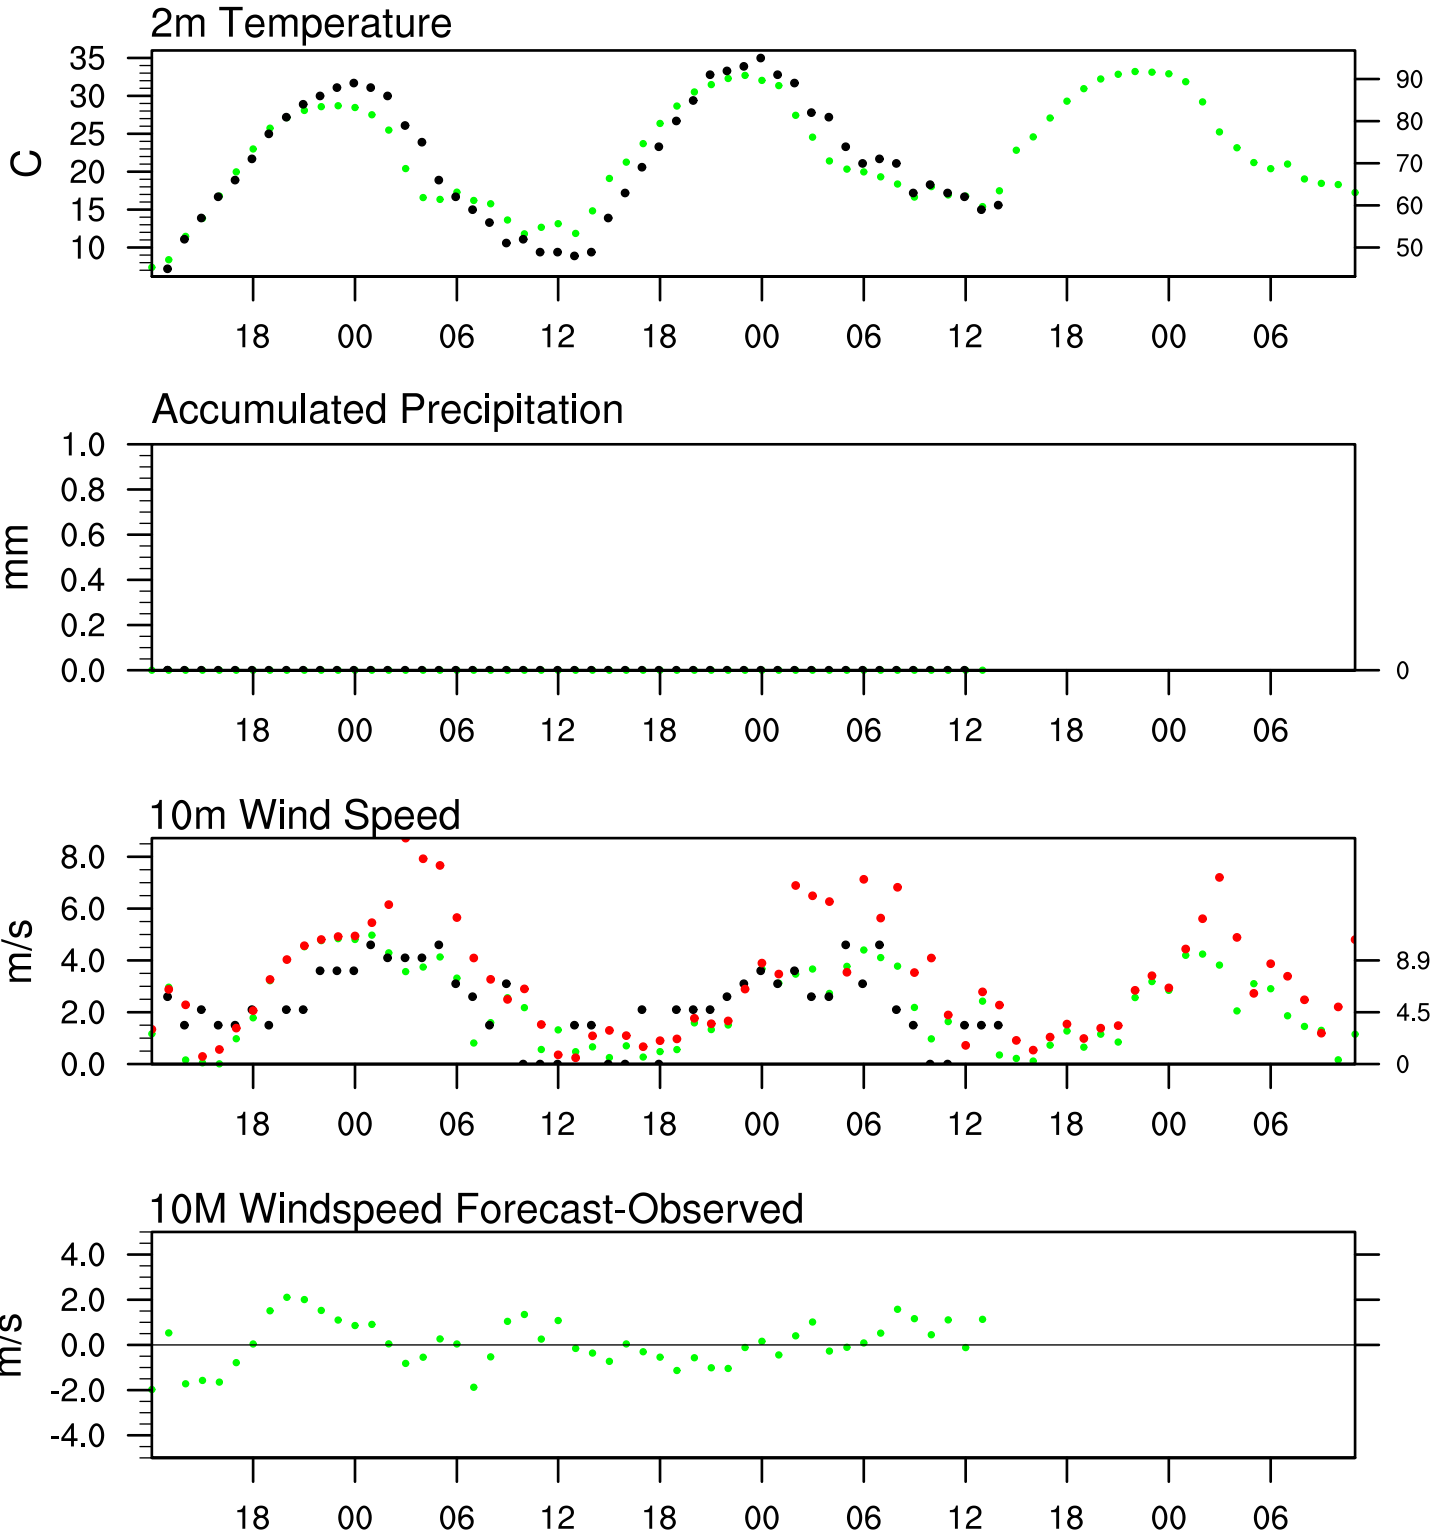 2m Temperature
35
30
25
20
15
10
C
90
80
70
60
50
18 00 06 12 18 00 06 12 18 00 06
Accumulated Precipitation
1.0
0.8
0.6
0.4
0.2
0.0
mm
0
18 00 06 12 18 00 06 12 18 00 06
10m Wind Speed
8.0
6.0
4.0
2.0
0.0
m/s
8.9
4.5
0
18 00 06 12 18 00 06 12 18 00 06
10M Windspeed Forecast-Observed
4.0
2.0
0.0
-2.0
-4.0
m/s
18 00 06 12 18 00 06 12 18 00 06